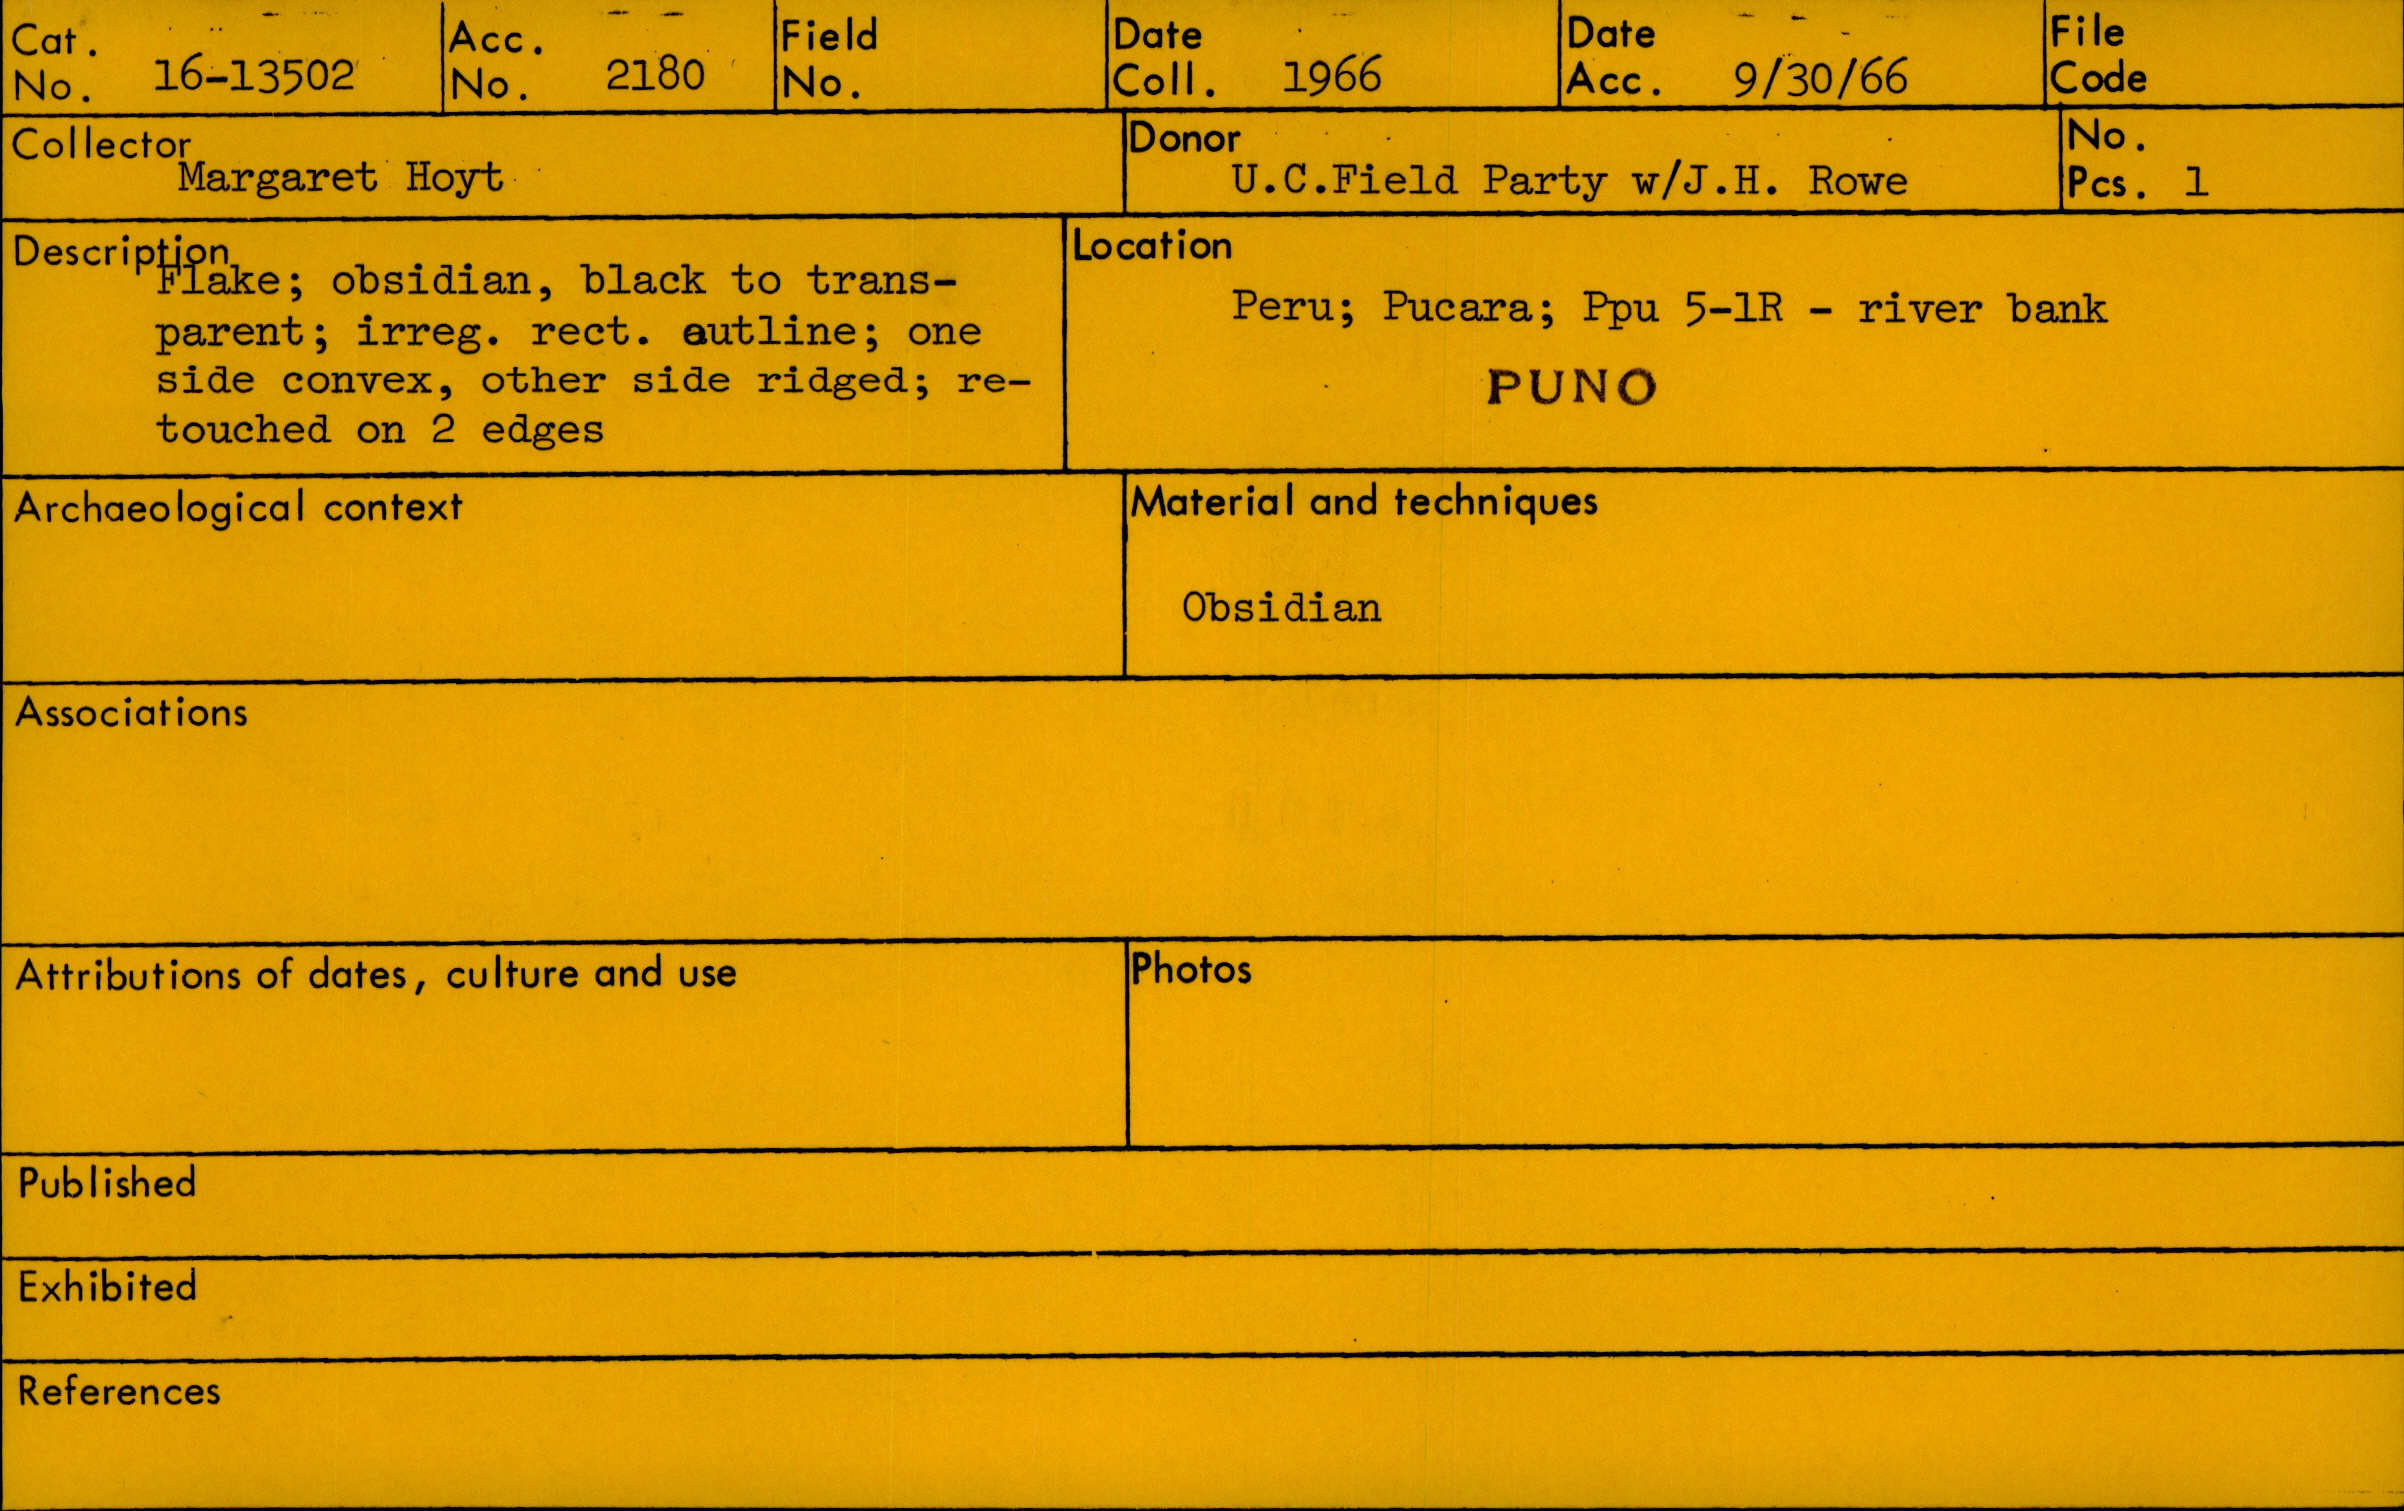 Cat. No. 16-13502
Acc. No. 2180
Field No.
Date Coll. 1966
Date Acc. 9/30/66
File Code
Collector
Margaret Hoyt
Donor
U.C.Field Party w/J.H. Rowe
No. Pcs. 1
Description
Flake; obsidian, black to trans-
parent; irreg. rect. outline; one
side convex, other side ridged; re-
touched on 2 edges
Location
Peru; Pucara; Ppu 5-1R - river bank
PUNO
Archaeological context
Material and techniques
Obsidian
Associations
Attributions of dates, culture and use
Photos
Published
Exhibited
References